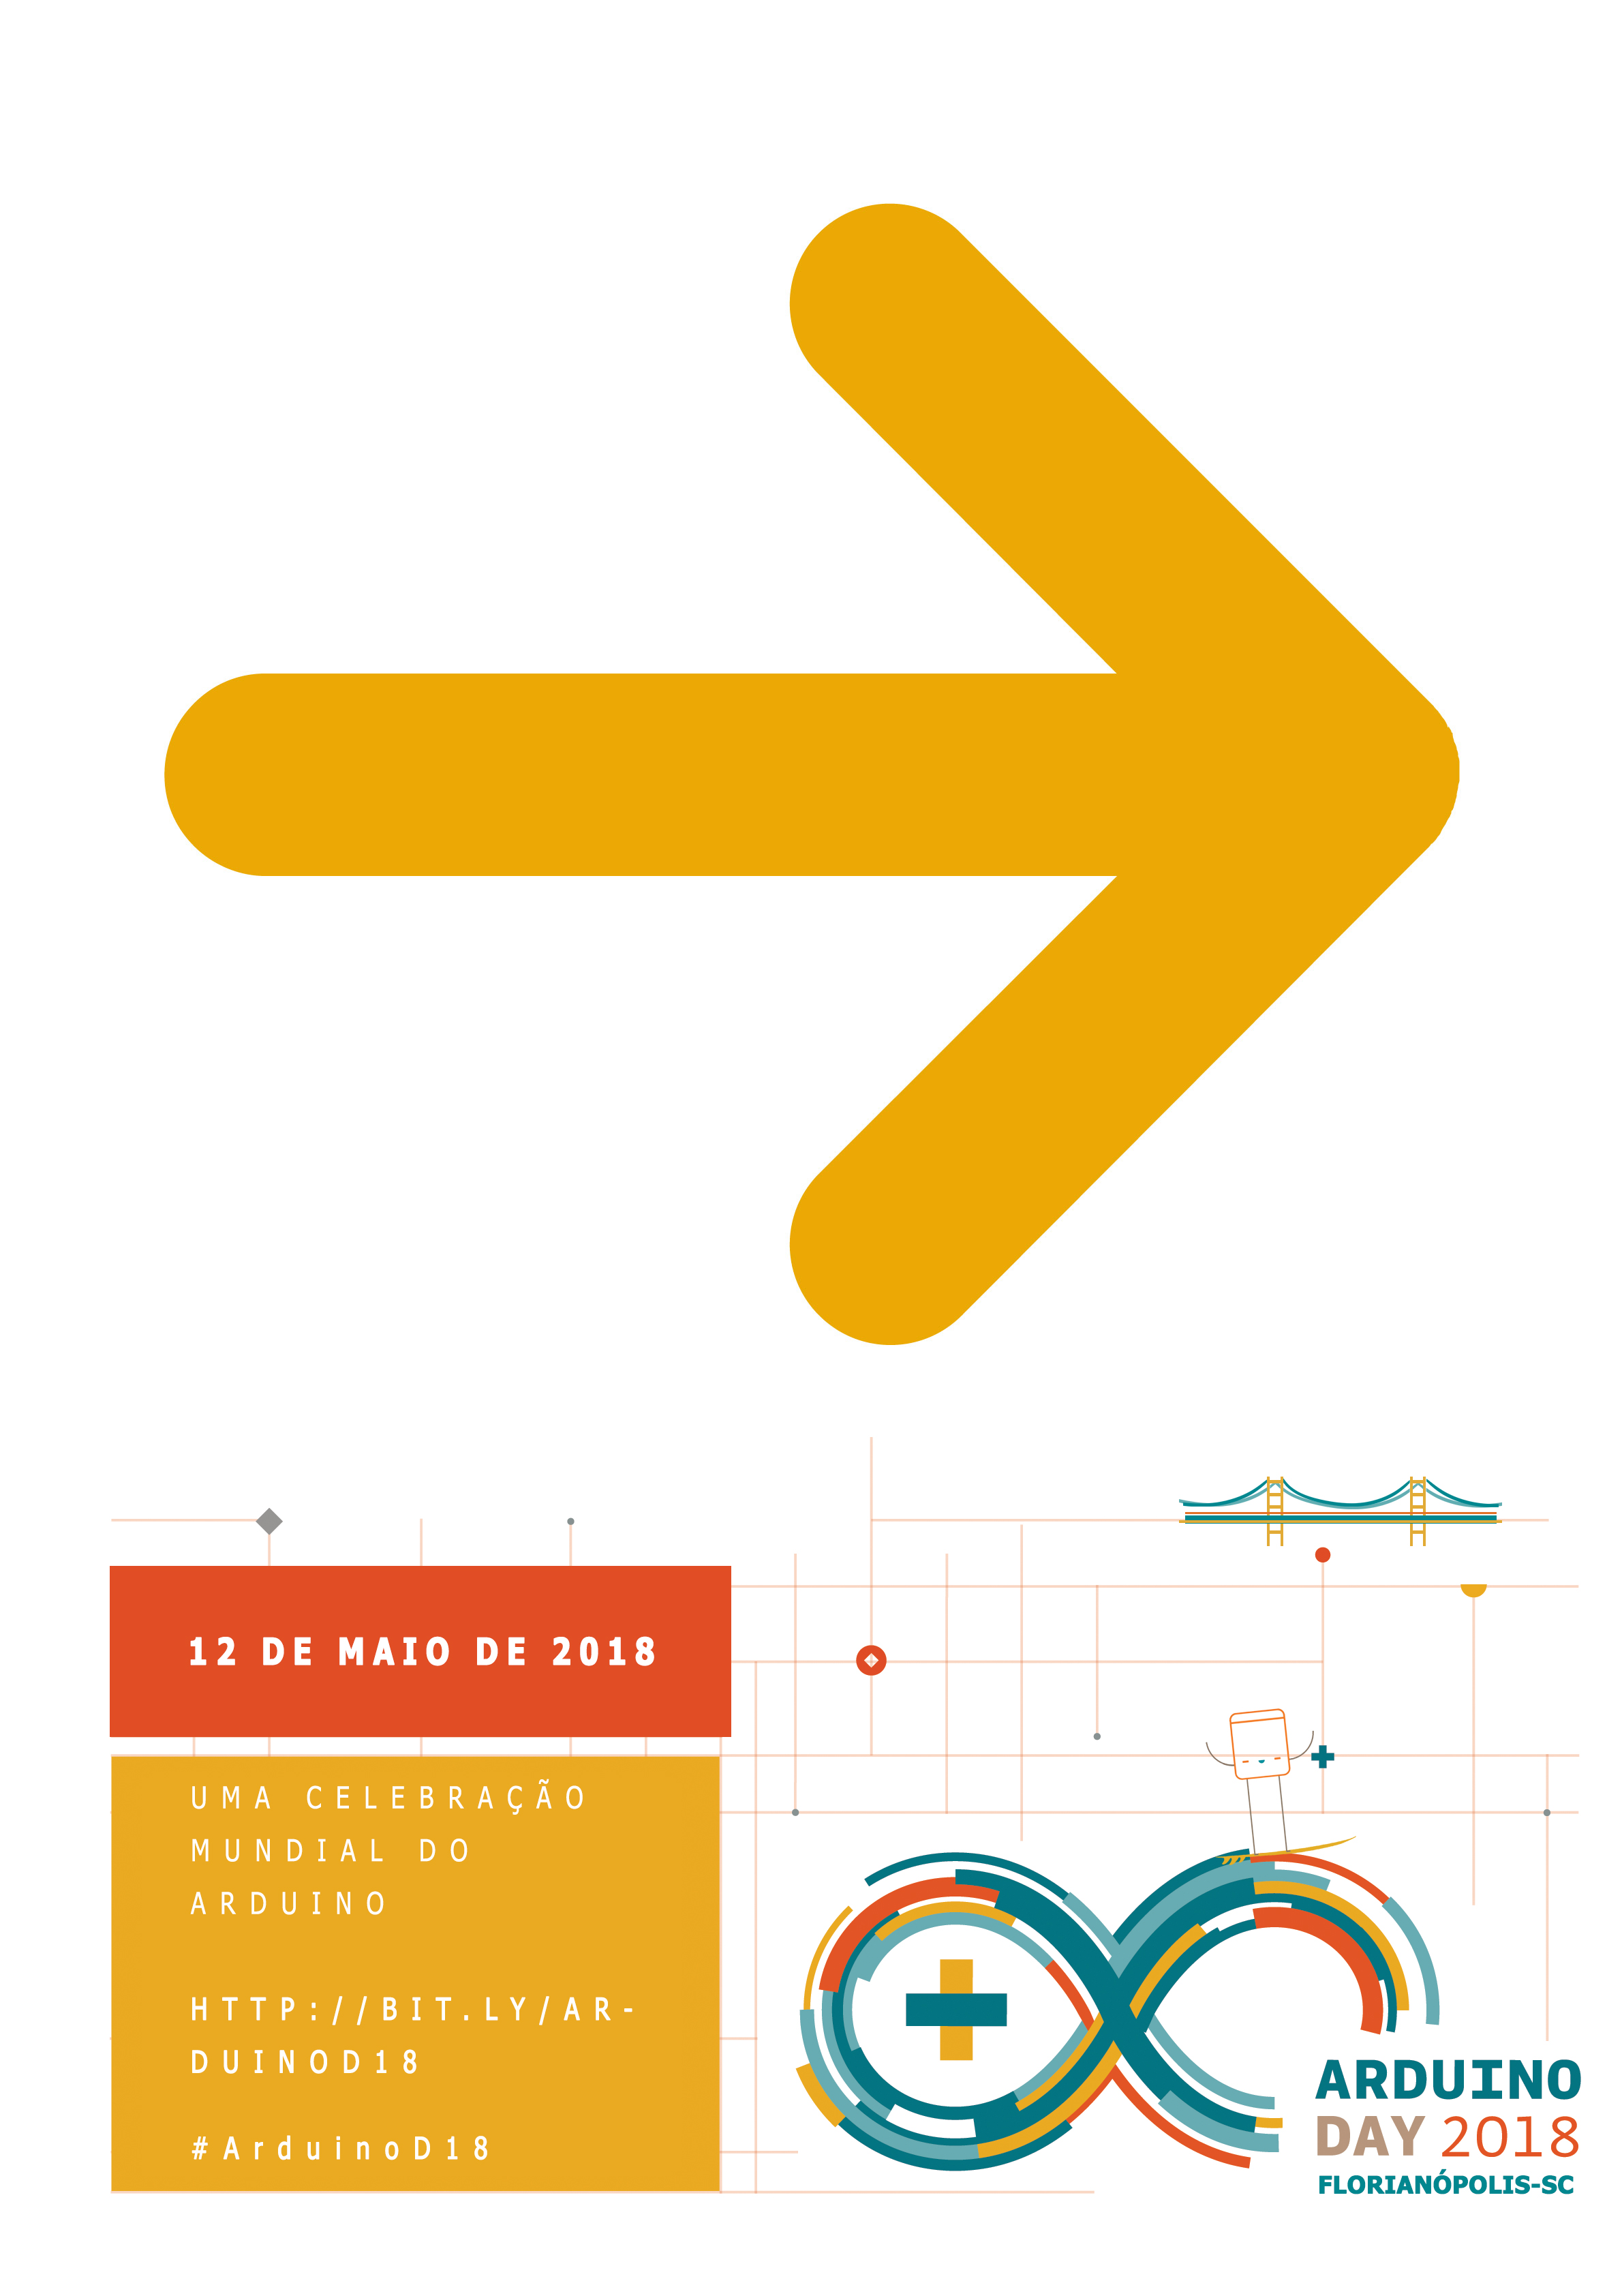 12 DE MAIO DE 2018
UMA CELEBRAÇÃO
MUNDIAL DO
ARDUINO
HTTP://BIT.LY/AR-
DUINOD18
#ArduinoD18
ARDUINO
DAY 2018
FLORIANÓPOLIS-SC